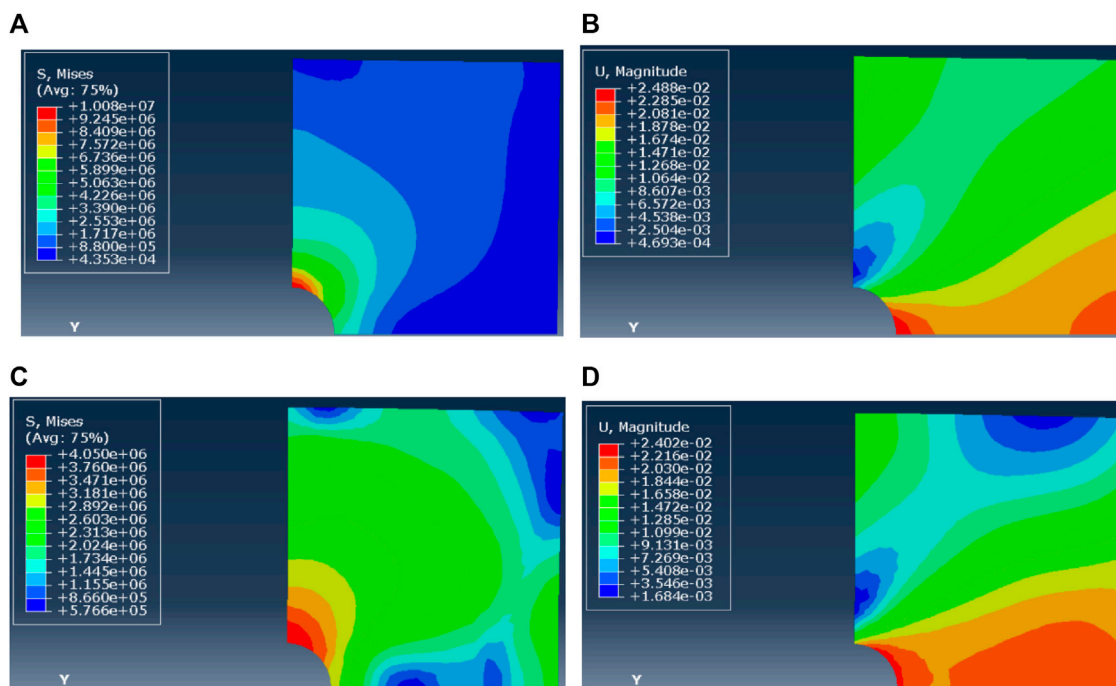 A
S, Mises
(Avg: 75%)
+1.008e+07
+9.245e+06
+8.409e+06
+7.572e+06
+6.736e+06
+5.899e+06
+5.063e+06
+4.226e+06
+3.390e+06
+2.553e+06
+1.717e+06
+8.800e+05
+4.353e+04
Y
B
U, Magnitude
+2.488e-02
+2.285e-02
+2.081e-02
+1.878e-02
+1.674e-02
+1.471e-02
+1.268e-02
+1.064e-02
+8.607e-03
+6.572e-03
+4.538e-03
+2.504e-03
+4.693e-04
Y
C
S, Mises
(Avg: 75%)
+4.050e+06
+3.760e+06
+3.471e+06
+3.181e+06
+2.892e+06
+2.603e+06
+2.313e+06
+2.024e+06
+1.734e+06
+1.445e+06
+1.155e+06
+8.660e+05
+5.766e+05
Y
D
U, Magnitude
+2.402e-02
+2.216e-02
+2.030e-02
+1.844e-02
+1.658e-02
+1.472e-02
+1.285e-02
+1.099e-02
+9.131e-03
+7.269e-03
+5.408e-03
+3.546e-03
+1.684e-03
Y